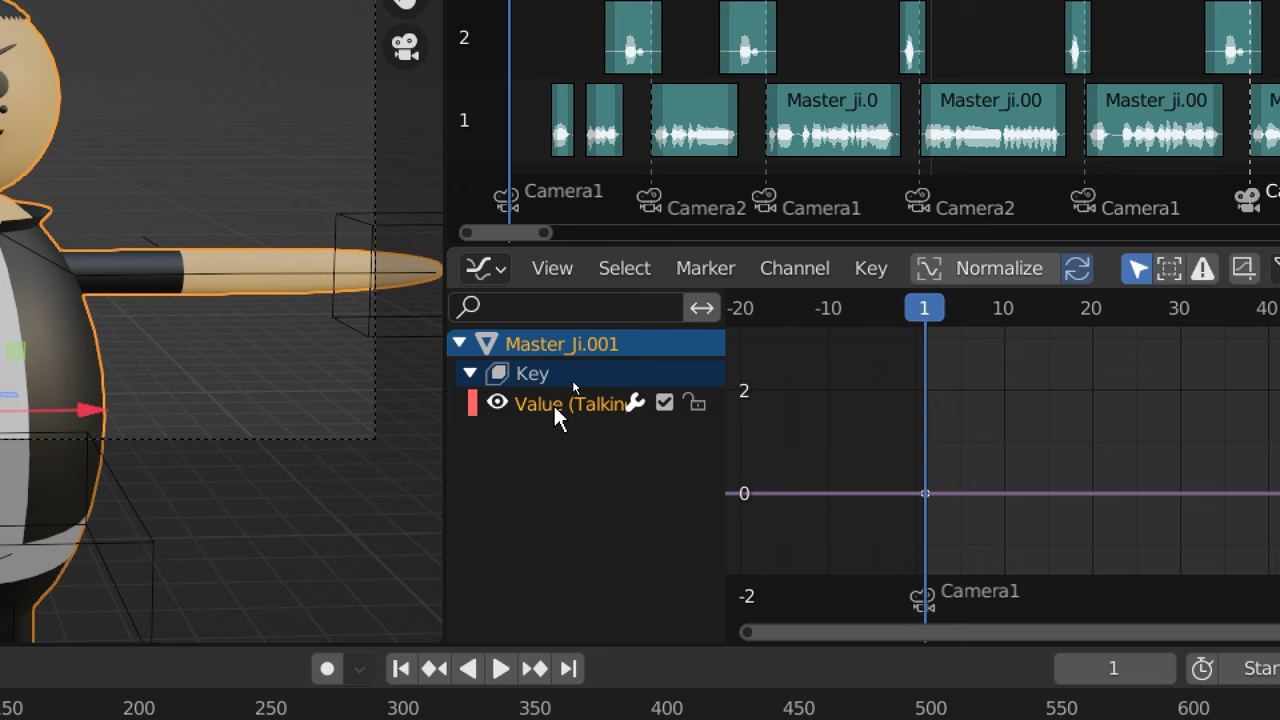 2
1
Master_ji.0 Master_ji.00 Master_ji.00
Camera1 Camera2 Camera1 Camera2 Camera1
View Select Marker Channel Key Normalize
-20 -10 1 10 20 30 40
Master_Ji.001
Key
Value (Talkin
2
0
-2
Camera1
1
Star
200 250 300 350 400 450 500 550 600